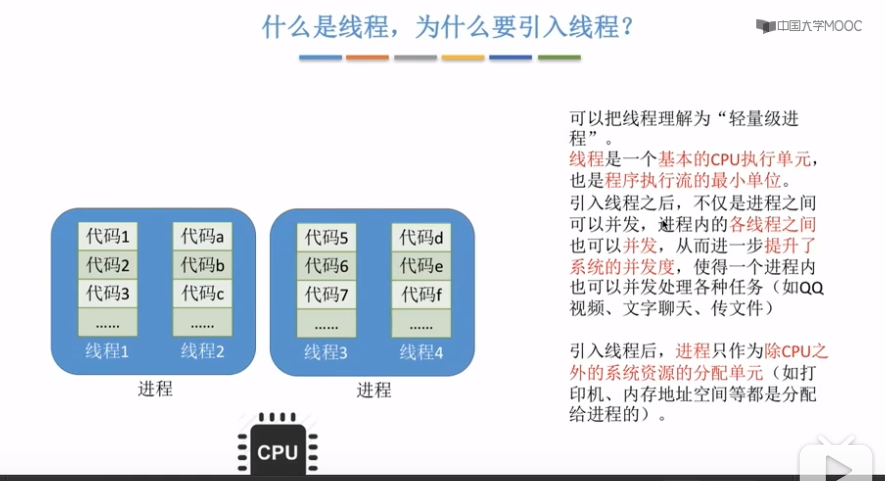 什么是线程，为什么要引入线程？
中国大学MOOC
可以把线程理解为“轻量级进
程”。
线程是一个基本的CPU执行单元，
也是程序执行流的最小单位。
引入线程之后，不仅是进程之间
可以并发，进程内的各线程之间
也可以并发，从而进一步提升了
系统的并发度，使得一个进程内
也可以并发处理各种任务（如QQ
视频、文字聊天、传文件）
引入线程后，进程只作为除CPU之
外的系统资源的分配单元（如打
印机、内存地址空间等都是分配
给进程的）。
代码1 代码a 代码5 代码d
代码2 代码b 代码6 代码e
代码3 代码c 代码7 代码f
...... ...... ...... ......
线程1 线程2 线程3 线程4
进程 进程
CPU